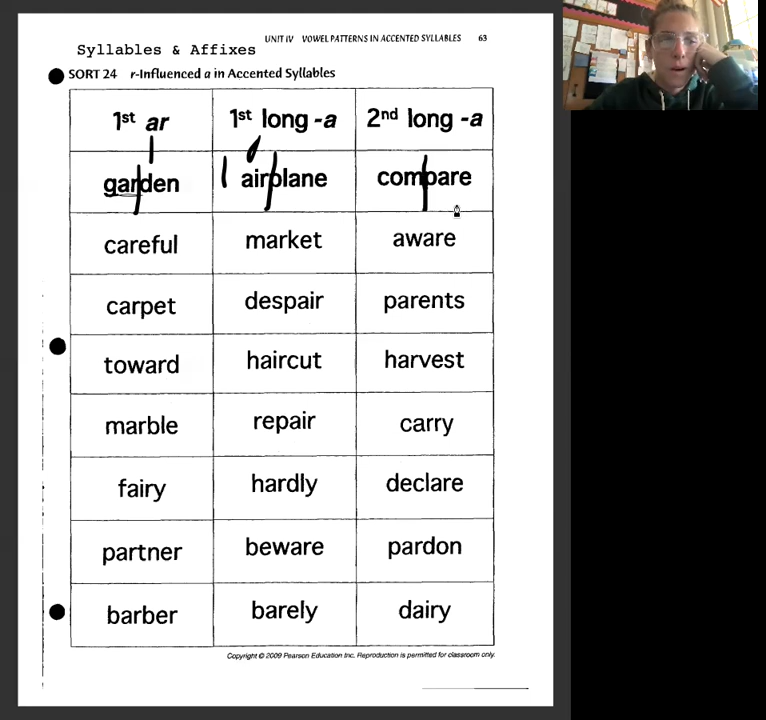 UNIT IV VOWEL PATTERNS IN ACCENTED SYLLABLES 63
Syllables & Affixes
SORT 24 r-Influenced a in Accented Syllables
1st ar 1st long -a 2nd long -a
garden airplane compare
careful market aware
carpet despair parents
toward haircut harvest
marble repair carry
fairy hardly declare
partner beware pardon
barber barely dairy
Copyright © 2009 Pearson Education Inc. Reproduction is permitted for classroom only.